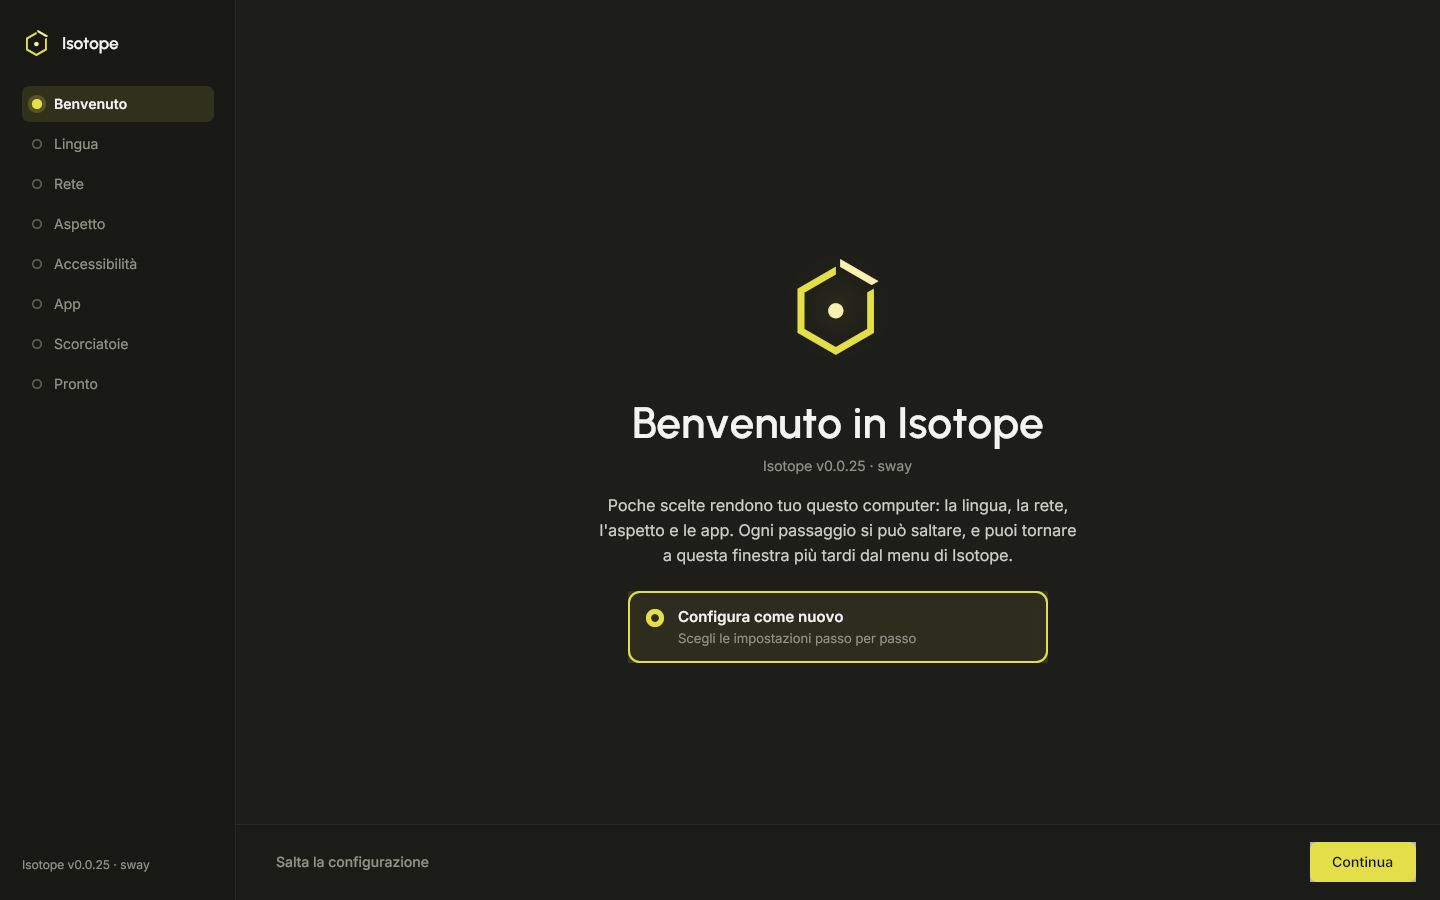 Isotope
Benvenuto
Lingua
Rete
Aspetto
Accessibilità
App
Scorciatoie
Pronto
Isotope v0.0.25 · sway
Benvenuto in Isotope
Isotope v0.0.25 · sway
Poche scelte rendono tuo questo computer: la lingua, la rete,
l'aspetto e le app. Ogni passaggio si può saltare, e puoi tornare
a questa finestra più tardi dal menu di Isotope.
Configura come nuovo
Scegli le impostazioni passo per passo
Salta la configurazione
Continua